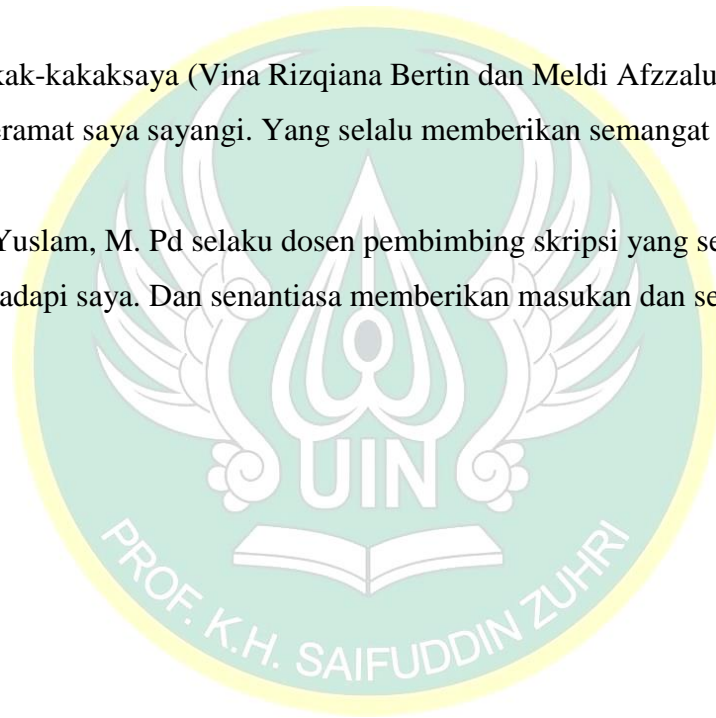 kak-kakaksaya (Vina Rizqiana Bertin dan Meldi Afzzalu
eramat saya sayangi. Yang selalu memberikan semangat
Yuslam, M. Pd selaku dosen pembimbing skripsi yang se
adapi saya. Dan senantiasa memberikan masukan dan se
UIN
PROF. K.H. SAIFUDDIN ZUHRI